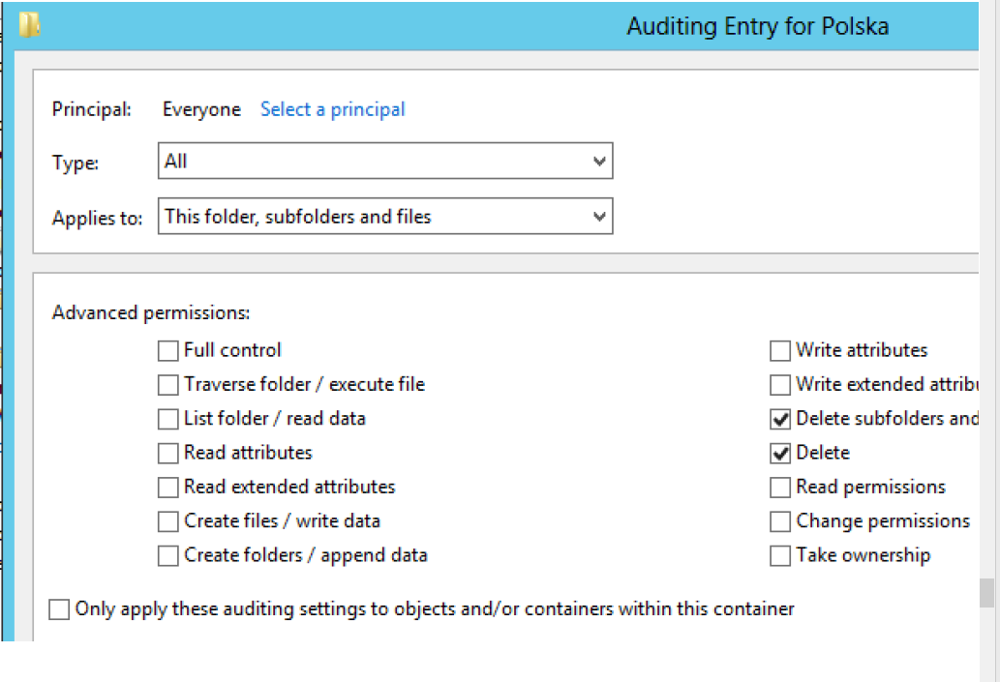 Auditing Entry for Polska
Principal: Everyone Select a principal
Type: All
Applies to: This folder, subfolders and files
Advanced permissions:
Full control
Traverse folder / execute file
List folder / read data
Read attributes
Read extended attributes
Create files / write data
Create folders / append data
Write attributes
Write extended attribu
Delete subfolders and
Delete
Read permissions
Change permissions
Take ownership
Only apply these auditing settings to objects and/or containers within this container